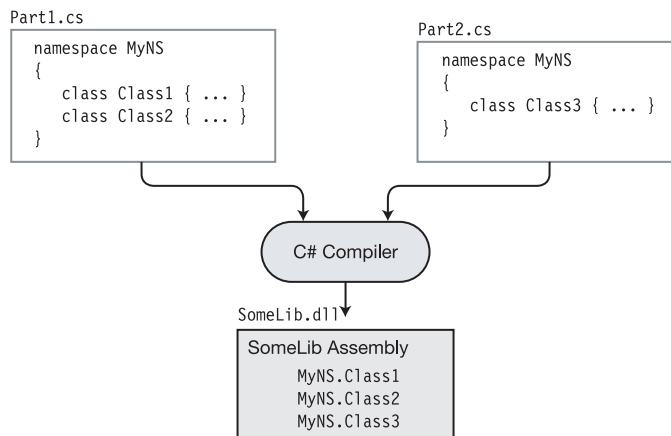 Part1.cs
namespace MyNS
{
class Class1 { ... }
class Class2 { ... }
}
Part2.cs
namespace MyNS
{
class Class3 { ... }
}
C# Compiler
SomeLib.dll
SomeLib Assembly
MyNS.Class1
MyNS.Class2
MyNS.Class3